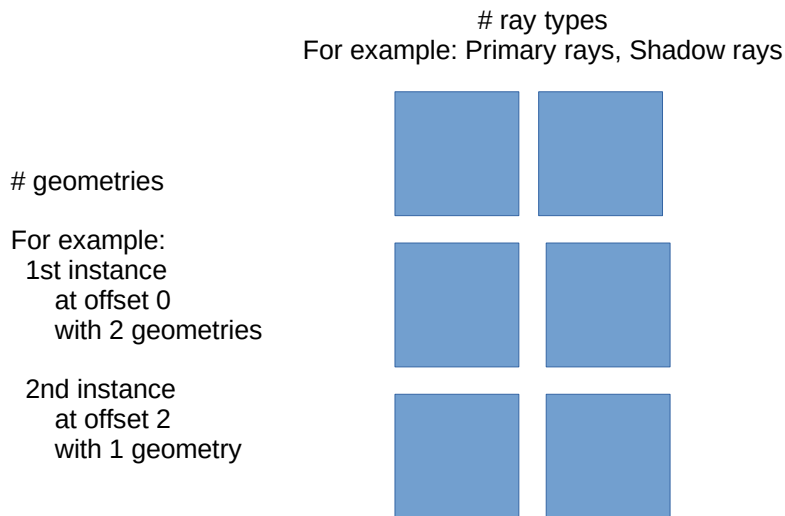 # ray types
For example: Primary rays, Shadow rays
# geometries
For example:
1st instance
at offset 0
with 2 geometries
2nd instance
at offset 2
with 1 geometry